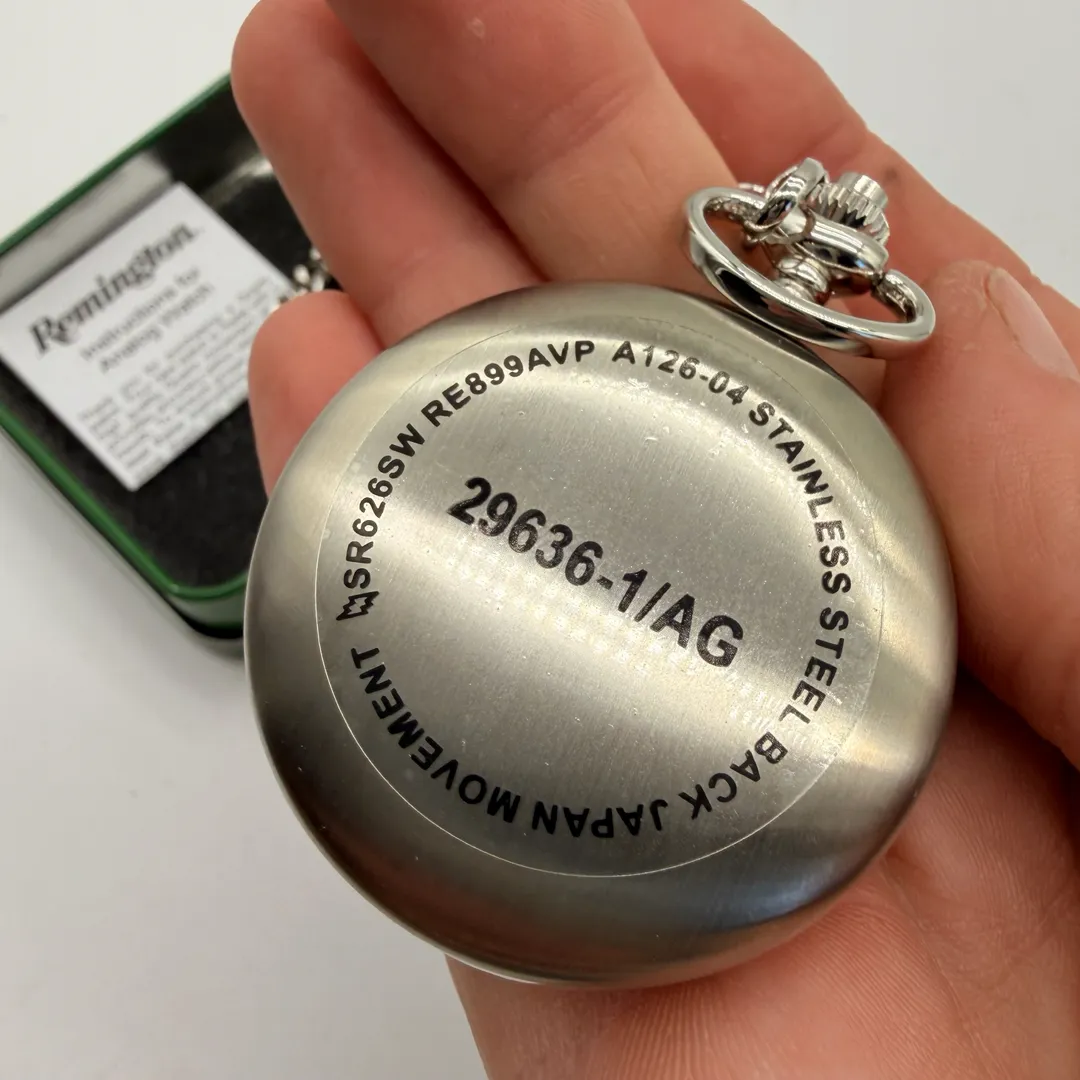 Remington
Instructions for
Analog Watch
SR626SW RE899AVP A126-04 STAINLESS STEEL BACK JAPAN MOVEMENT
29636-1/AG